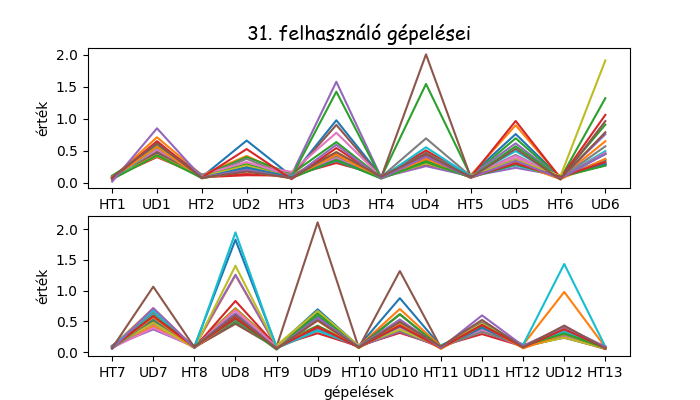 31. felhasználó gépelései
2.0
1.5
1.0
0.5
0.0
érték
HT1 UD1 HT2 UD2 HT3 UD3 HT4 UD4 HT5 UD5 HT6 UD6
2.0
1.5
1.0
0.5
0.0
érték
HT7 UD7 HT8 UD8 HT9 UD9 HT10 UD10 HT11 UD11 HT12 UD12 HT13
gépelések